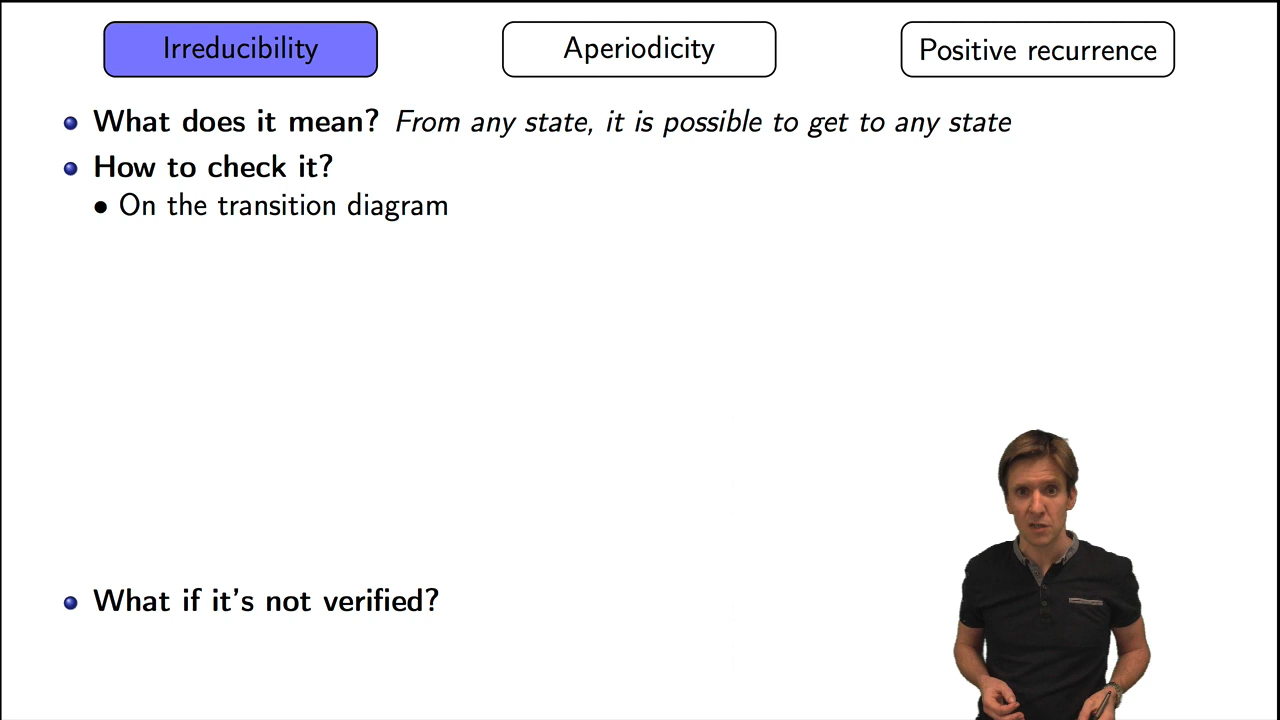 Irreducibility
Aperiodicity
Positive recurrence
What does it mean? From any state, it is possible to get to any state
How to check it?
• On the transition diagram
What if it's not verified?